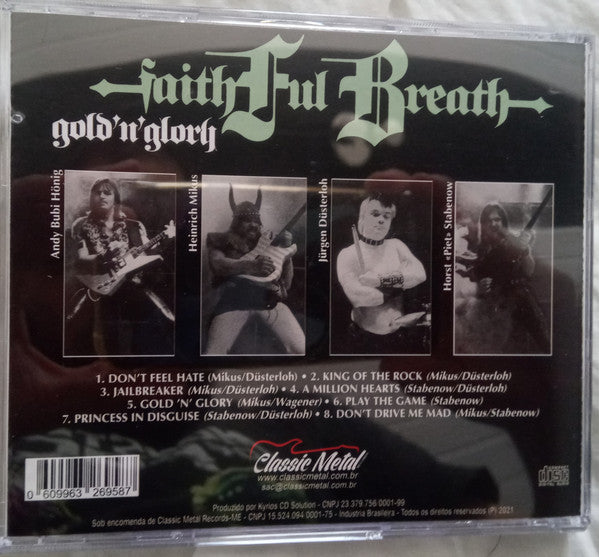 faithFul Breath
gold'n'glory
Andy Bubi Hönig
Heinrich Mikus
Jürgen Düsterloh
Horst «Piet» Stabenow
1. DON'T FEEL HATE (Mikus/Düsterloh) • 2. KING OF THE ROCK (Mikus/Düsterloh)
3. JAILBREAKER (Mikus/Düsterloh) • 4. A MILLION HEARTS (Stabenow/Düsterloh)
5. GOLD 'N' GLORY (Mikus/Wagener) • 6. PLAY THE GAME (Stabenow)
7. PRINCESS IN DISGUISE (Stabenow/Düsterloh) • 8. DON'T DRIVE ME MAD (Mikus/Stabenow)
Classic Metal
www.classicmetal.com.br
sac@classicmetal.com.br
0 609963 269587
COMPACT
disc
DIGITAL AUDIO
Produzido por Kyrios CD Solution - CNPJ 23.379.756 0001-99
Sob encomenda de Classic Metal Records-ME - CNPJ 15.524.094 0001-75 - Industria Brasileira - Todos os direitos reservados (P) 2021